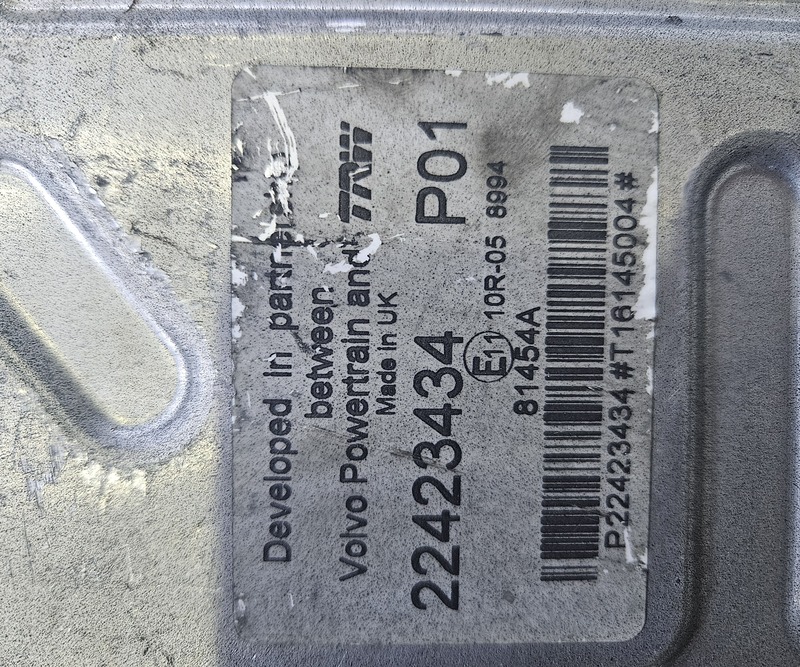 Developed in partner
between
Volvo Powertrain and TRW
Made in UK
22423434 P01
E11 10R-05 8994
81454A
P22423434#T16145004#